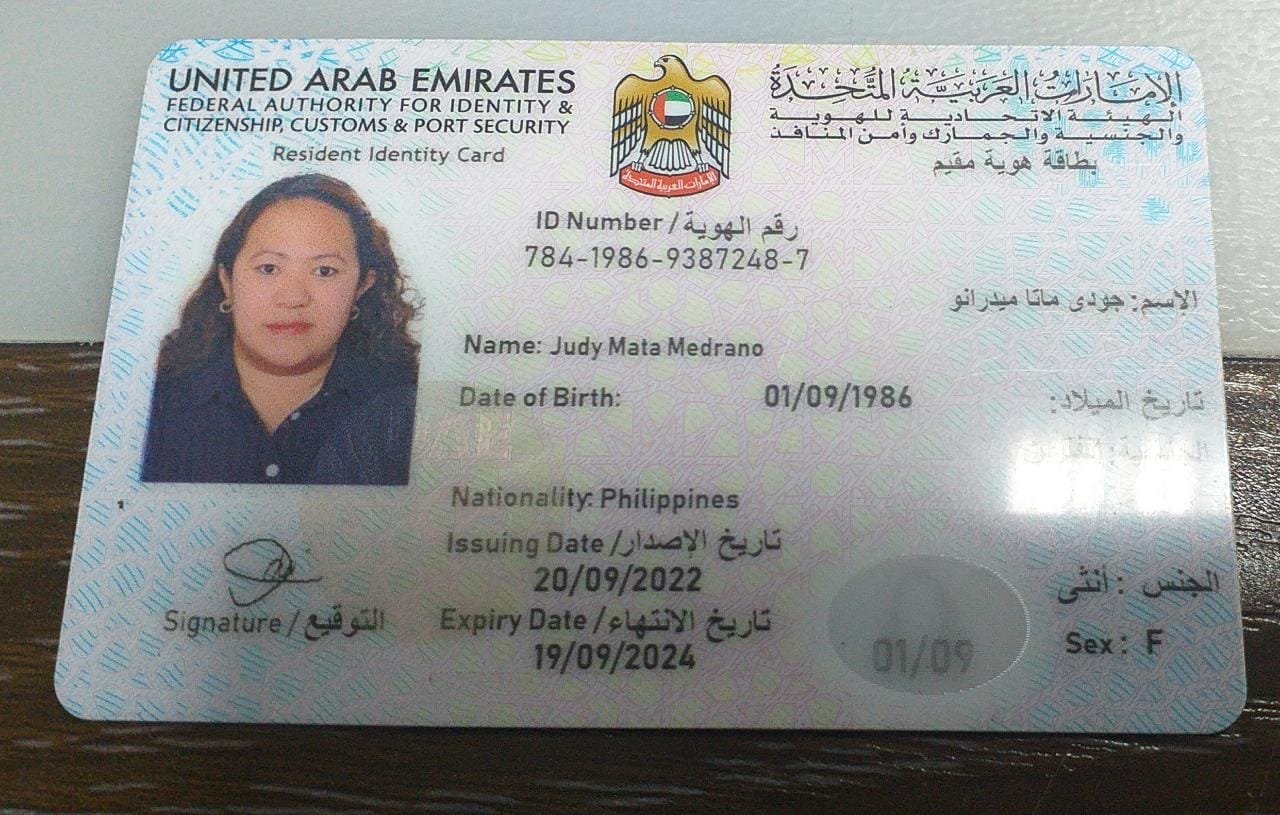 UNITED ARAB EMIRATES
FEDERAL AUTHORITY FOR IDENTITY &
CITIZENSHIP, CUSTOMS & PORT SECURITY
Resident Identity Card
الإمارات العربية المتحدة
الإمارات العربية المتحدة
الهيئة الاتحادية للهوية
والجنسية والجمارك وأمن المنافذ
بطاقة هوية مقيم
ID Number / رقم الهوية
784-1986-9387248-7
الاسم: جودى ماتا ميدرانو
Name: Judy Mata Medrano
Date of Birth: 01/09/1986 تاريخ الميلاد:
الجنسية:
Nationality: Philippines
Issuing Date / تاريخ الإصدار
20/09/2022
Expiry Date / تاريخ الانتهاء
19/09/2024
Signature / التوقيع
01/09
الجنس : أنثى
Sex: F